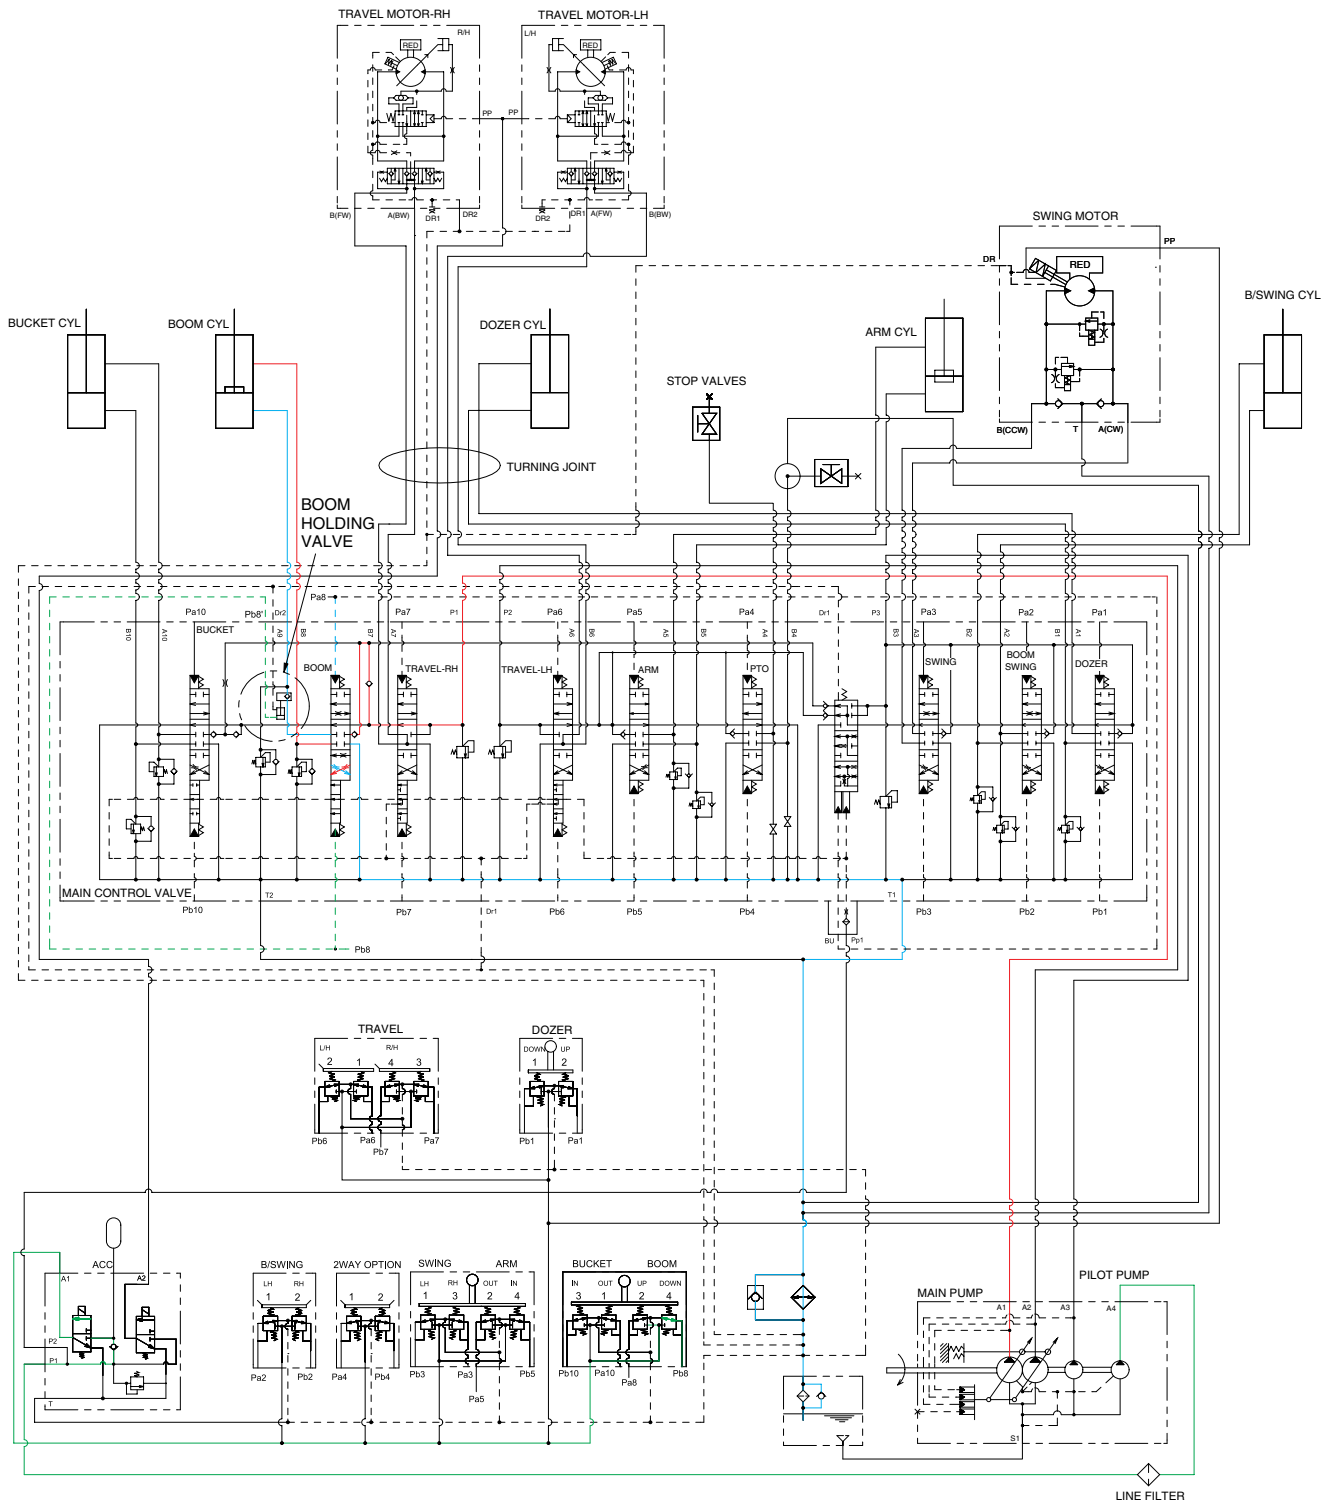 TRAVEL MOTOR-RH TRAVEL MOTOR-LH
R/H L/H
RED RED
PP PP
B(FW) A(BW) DR1 DR2 DR2 DR1 A(FW) B(BW)
SWING MOTOR
PP
DR
RED
B(CCW) T A(CW)
BUCKET CYL BOOM CYL DOZER CYL ARM CYL B/SWING CYL
STOP VALVES
TURNING JOINT
BOOM
HOLDING
VALVE
Pa10 Pb8' Dr2 Pa8 Pa7 P1 P2 Pa6 Pa5 Pa4 Dr1 P3 Pa3 Pa2 Pa1
B10 A10 A9 B8 B7 A7 A6 B6 A5 B5 A4 B4 B3 A3 B2 A2 B1 A1
BUCKET
BOOM TRAVEL-RH TRAVEL-LH ARM PTO SWING
BOOM
SWING
DOZER
MAIN CONTROL VALVE
T2 T1
Pb10 Pb7 Dr1 Pb6 Pb5 Pb4 Pb3 Pb2 Pb1
BU Pp1
Pb8
TRAVEL
L/H R/H
2 1 4 3
Pb6 Pa6 Pb7 Pa7
DOZER
DOWN UP
1 2
Pb1 Pa1
ACC
A1 A2
P2
P1
T
B/SWING
LH RH
1 2
Pa2 Pb2
2WAY OPTION
1 2
Pa4 Pb4
SWING ARM
LH RH OUT IN
1 3 2 4
Pb3 Pa3 Pa5 Pb5
BUCKET BOOM
IN OUT UP DOWN
3 1 2 4
Pb10 Pa10 Pa8 Pb8
PILOT PUMP
MAIN PUMP
A1 A2 A3 A4
S1
LINE FILTER